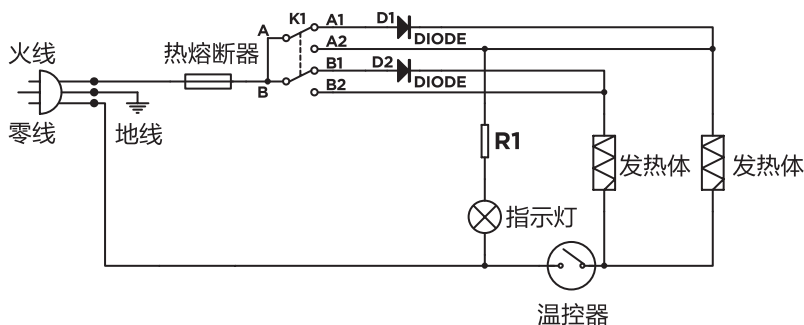 火线
零线
地线
热熔断器
K1
A
B
A1
A2
B1
B2
D1
DIODE
D2
DIODE
R1
指示灯
发热体
发热体
温控器